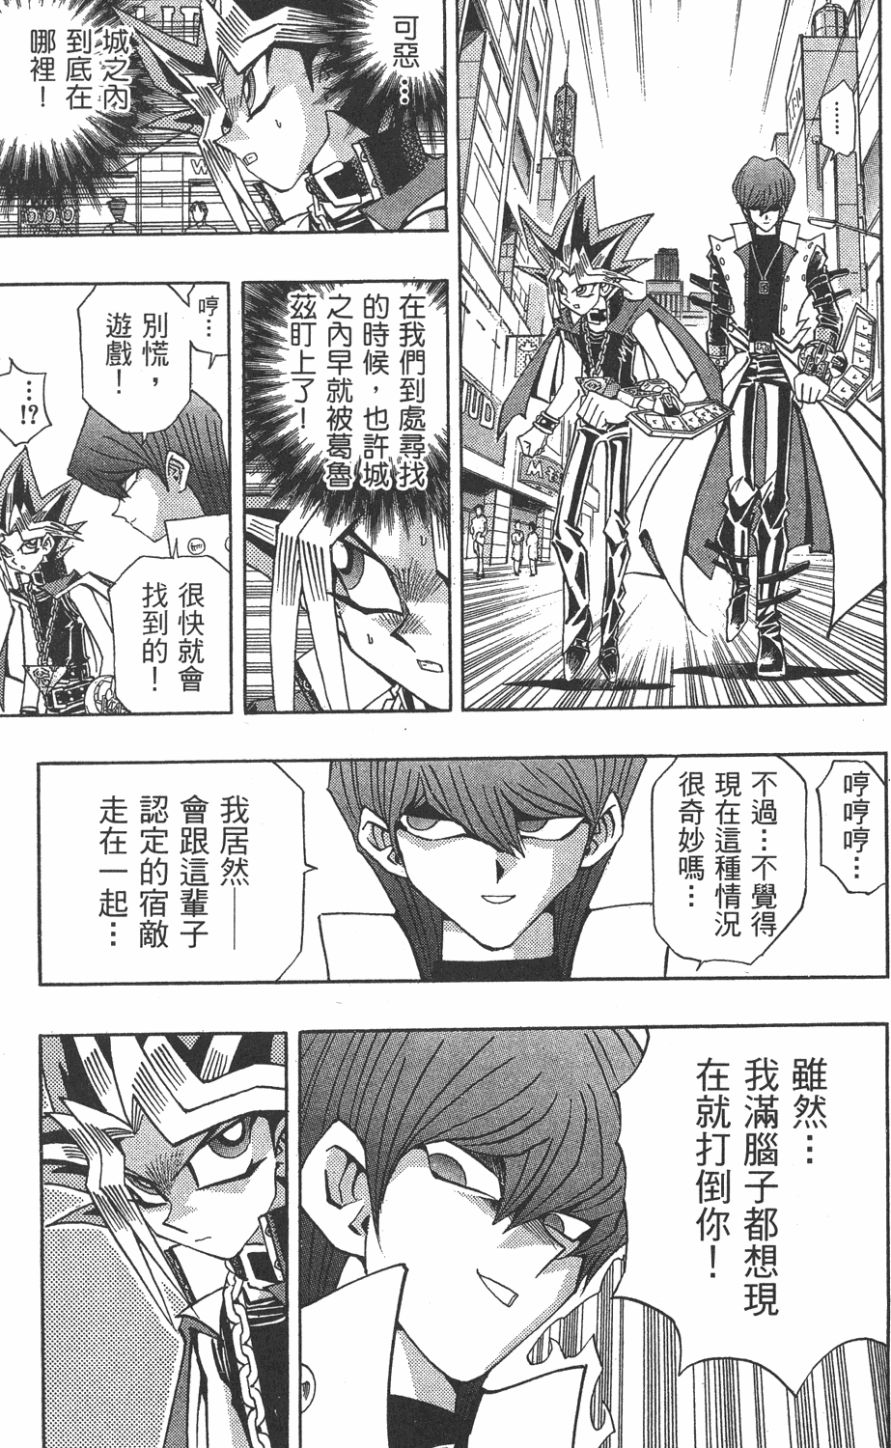 ……
可惡…
城之內
到底在
哪裡！
在我們到處尋找
的時候，也許城
之內早就被葛魯
茲盯上了！
哼…
別慌，
遊戲！
很快就會
找到的！
…!?
哼哼哼…
不過…不覺得
現在這種情況
很奇妙嗎…
我居然──
會跟這輩子
認定的宿敵
走在一起…
雖然…
我滿腦子都想現
在就打倒你！